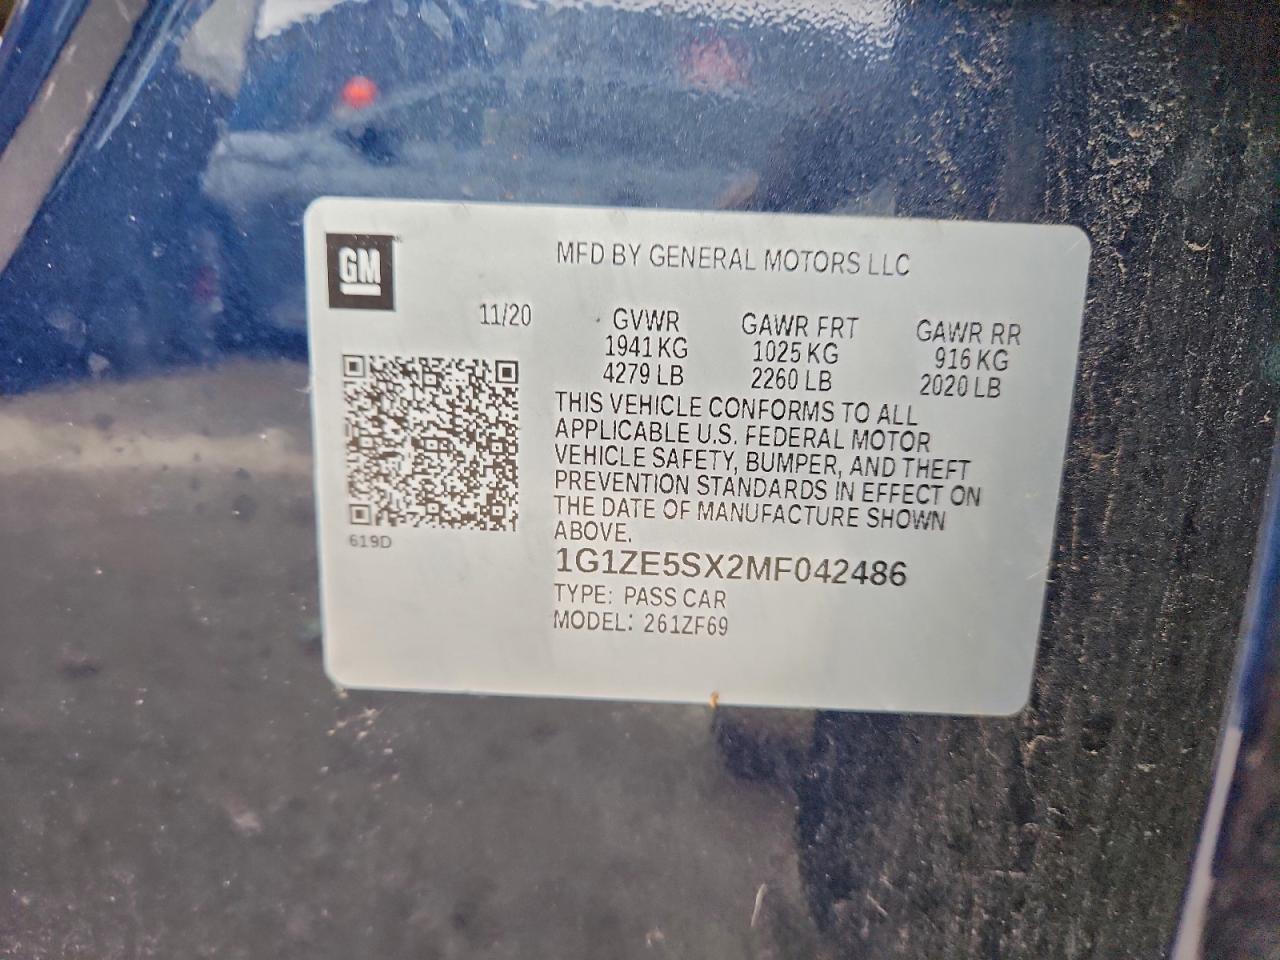 GM
MFD BY GENERAL MOTORS LLC
11/20
GVWR GAWR FRT GAWR RR
1941 KG 1025 KG 916 KG
4279 LB 2260 LB 2020 LB
THIS VEHICLE CONFORMS TO ALL
APPLICABLE U.S. FEDERAL MOTOR
VEHICLE SAFETY, BUMPER, AND THEFT
PREVENTION STANDARDS IN EFFECT ON
THE DATE OF MANUFACTURE SHOWN
ABOVE.
619D
1G1ZE5SX2MF042486
TYPE: PASS CAR
MODEL: 261ZF69